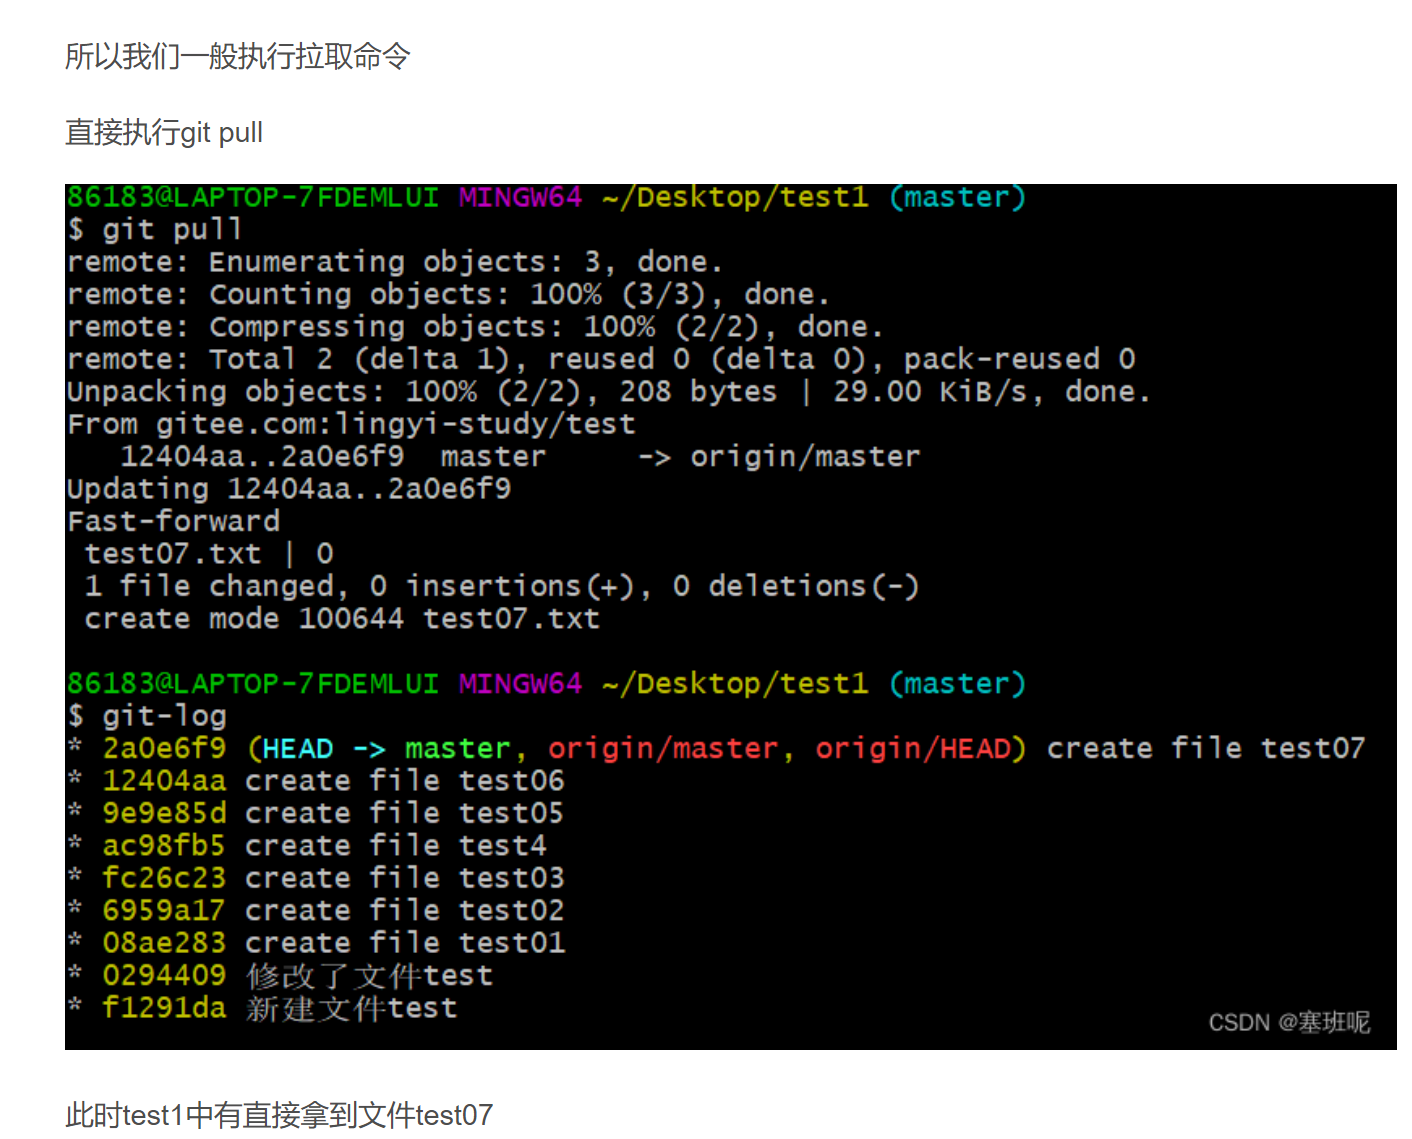 所以我们一般执行拉取命令
直接执行git pull
86183@LAPTOP-7FDEMLUI MINGW64 ~/Desktop/test1 (master)
$ git pull
remote: Enumerating objects: 3, done.
remote: Counting objects: 100% (3/3), done.
remote: Compressing objects: 100% (2/2), done.
remote: Total 2 (delta 1), reused 0 (delta 0), pack-reused 0
Unpacking objects: 100% (2/2), 208 bytes | 29.00 KiB/s, done.
From gitee.com:lingyi-study/test
   12404aa..2a0e6f9  master     -> origin/master
Updating 12404aa..2a0e6f9
Fast-forward
 test07.txt | 0
 1 file changed, 0 insertions(+), 0 deletions(-)
 create mode 100644 test07.txt
86183@LAPTOP-7FDEMLUI MINGW64 ~/Desktop/test1 (master)
$ git-log
* 2a0e6f9 (HEAD -> master, origin/master, origin/HEAD) create file test07
* 12404aa create file test06
* 9e9e85d create file test05
* ac98fb5 create file test4
* fc26c23 create file test03
* 6959a17 create file test02
* 08ae283 create file test01
* 0294409 修改了文件test
* f1291da 新建文件test
CSDN @塞班呢
此时test1中有直接拿到文件test07